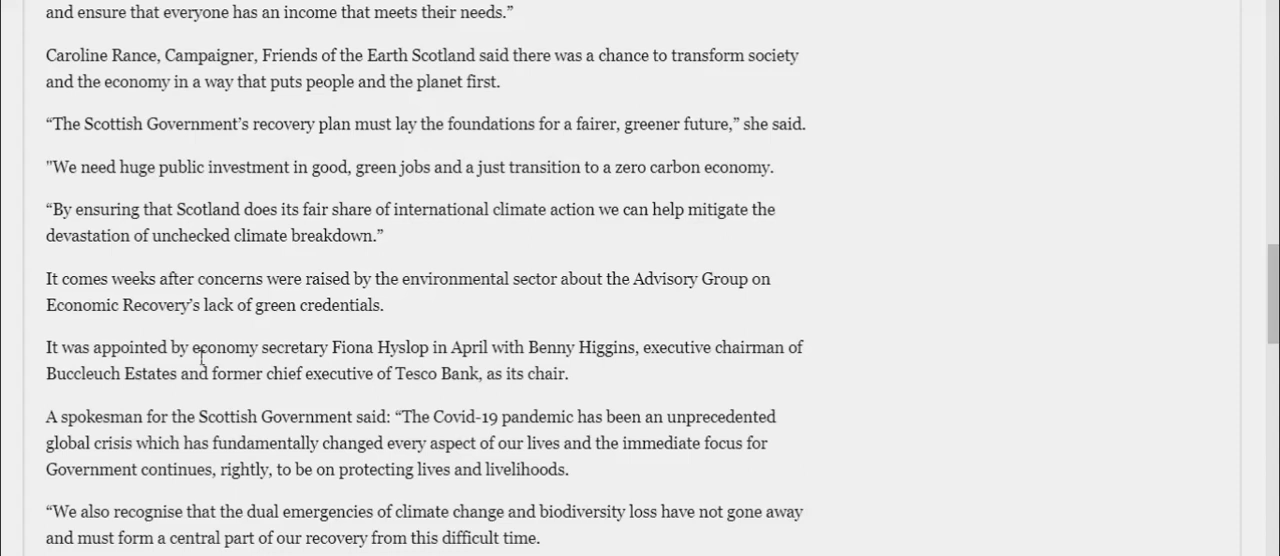 and ensure that everyone has an income that meets their needs.”
Caroline Rance, Campaigner, Friends of the Earth Scotland said there was a chance to transform society
and the economy in a way that puts people and the planet first.
“The Scottish Government’s recovery plan must lay the foundations for a fairer, greener future,” she said.
"We need huge public investment in good, green jobs and a just transition to a zero carbon economy.
“By ensuring that Scotland does its fair share of international climate action we can help mitigate the
devastation of unchecked climate breakdown.”
It comes weeks after concerns were raised by the environmental sector about the Advisory Group on
Economic Recovery’s lack of green credentials.
It was appointed by economy secretary Fiona Hyslop in April with Benny Higgins, executive chairman of
Buccleuch Estates and former chief executive of Tesco Bank, as its chair.
A spokesman for the Scottish Government said: “The Covid-19 pandemic has been an unprecedented
global crisis which has fundamentally changed every aspect of our lives and the immediate focus for
Government continues, rightly, to be on protecting lives and livelihoods.
“We also recognise that the dual emergencies of climate change and biodiversity loss have not gone away
and must form a central part of our recovery from this difficult time.